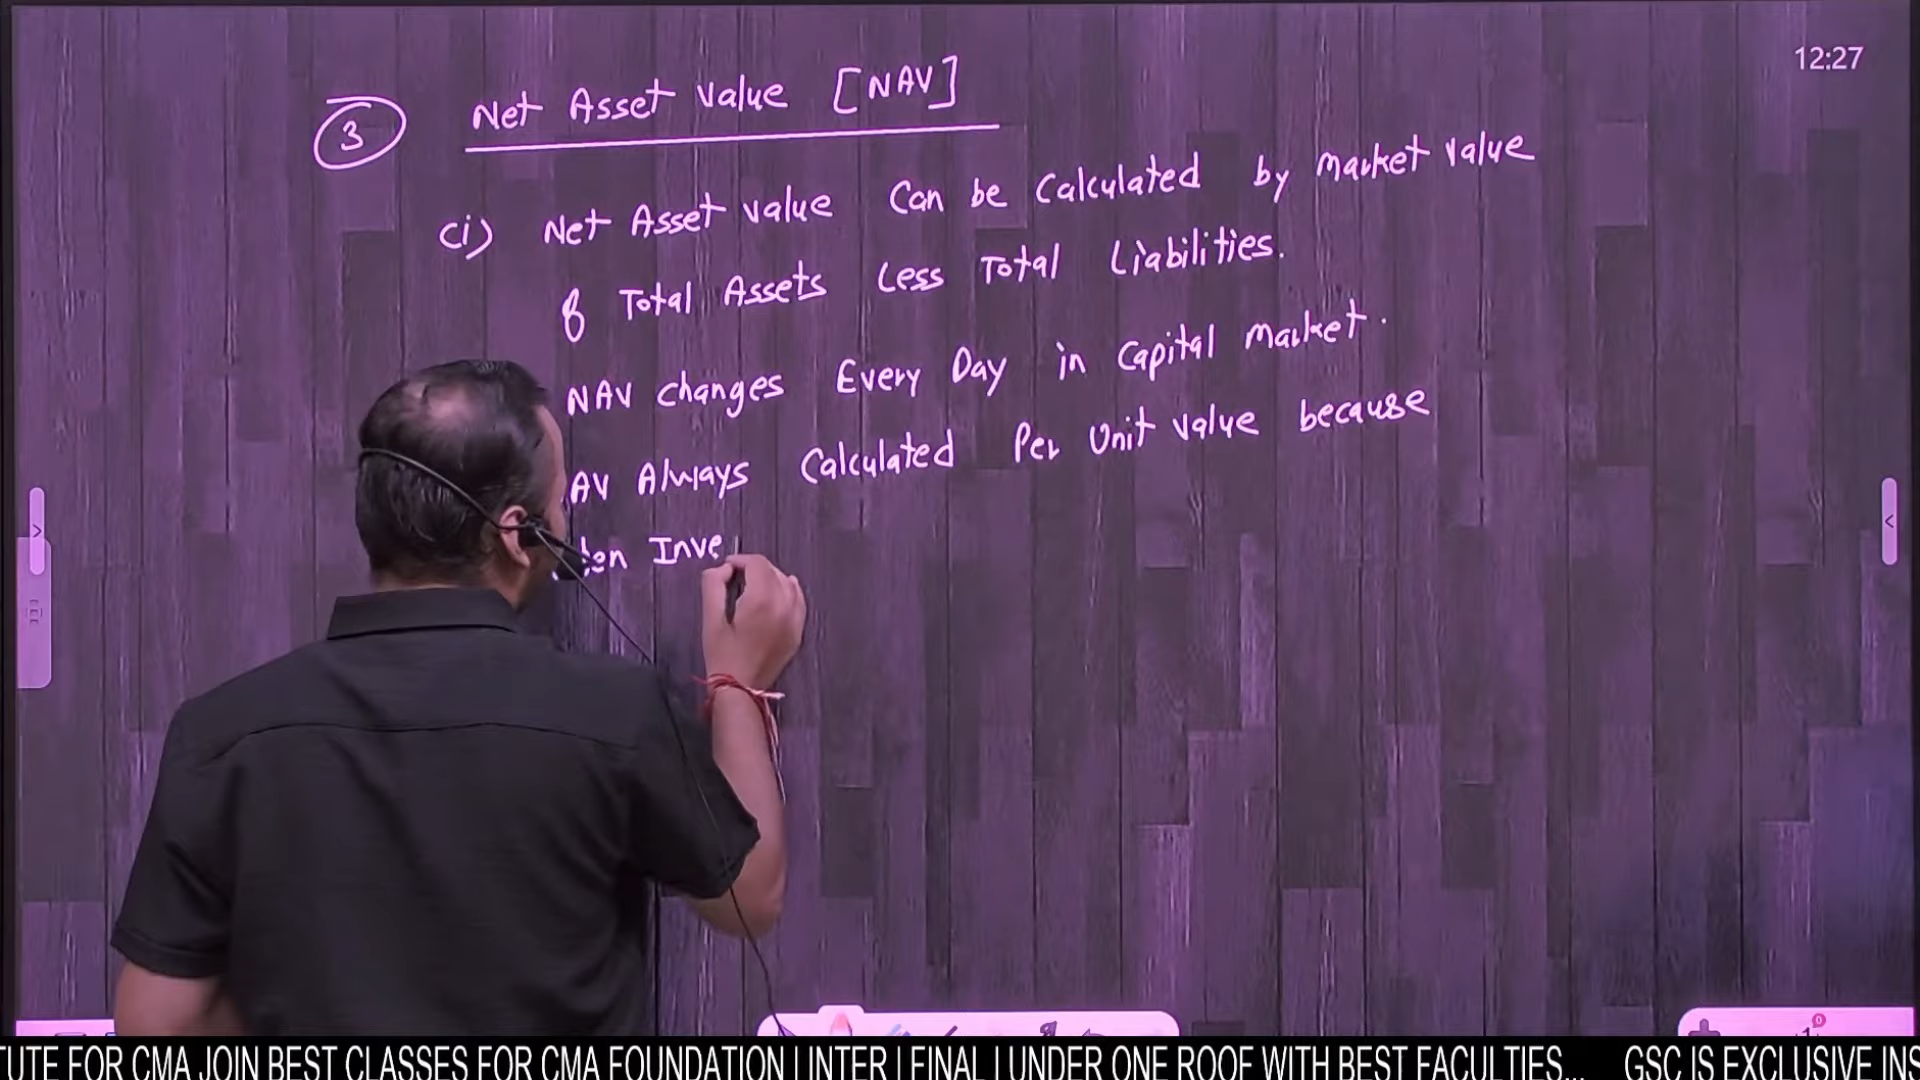 12:27
3 Net Asset Value [NAV]
(i) Net Asset Value Can be Calculated by Market Value
of Total Assets Less Total Liabilities.
NAV changes Every Day in Capital Market.
AV Always Calculated Per Unit Value because
Inve
TUTE FOR CMA JOIN BEST CLASSES FOR CMA FOUNDATION | INTER | FINAL | UNDER ONE ROOF WITH BEST FACULTIES... GSC IS EXCLUSIVE INS